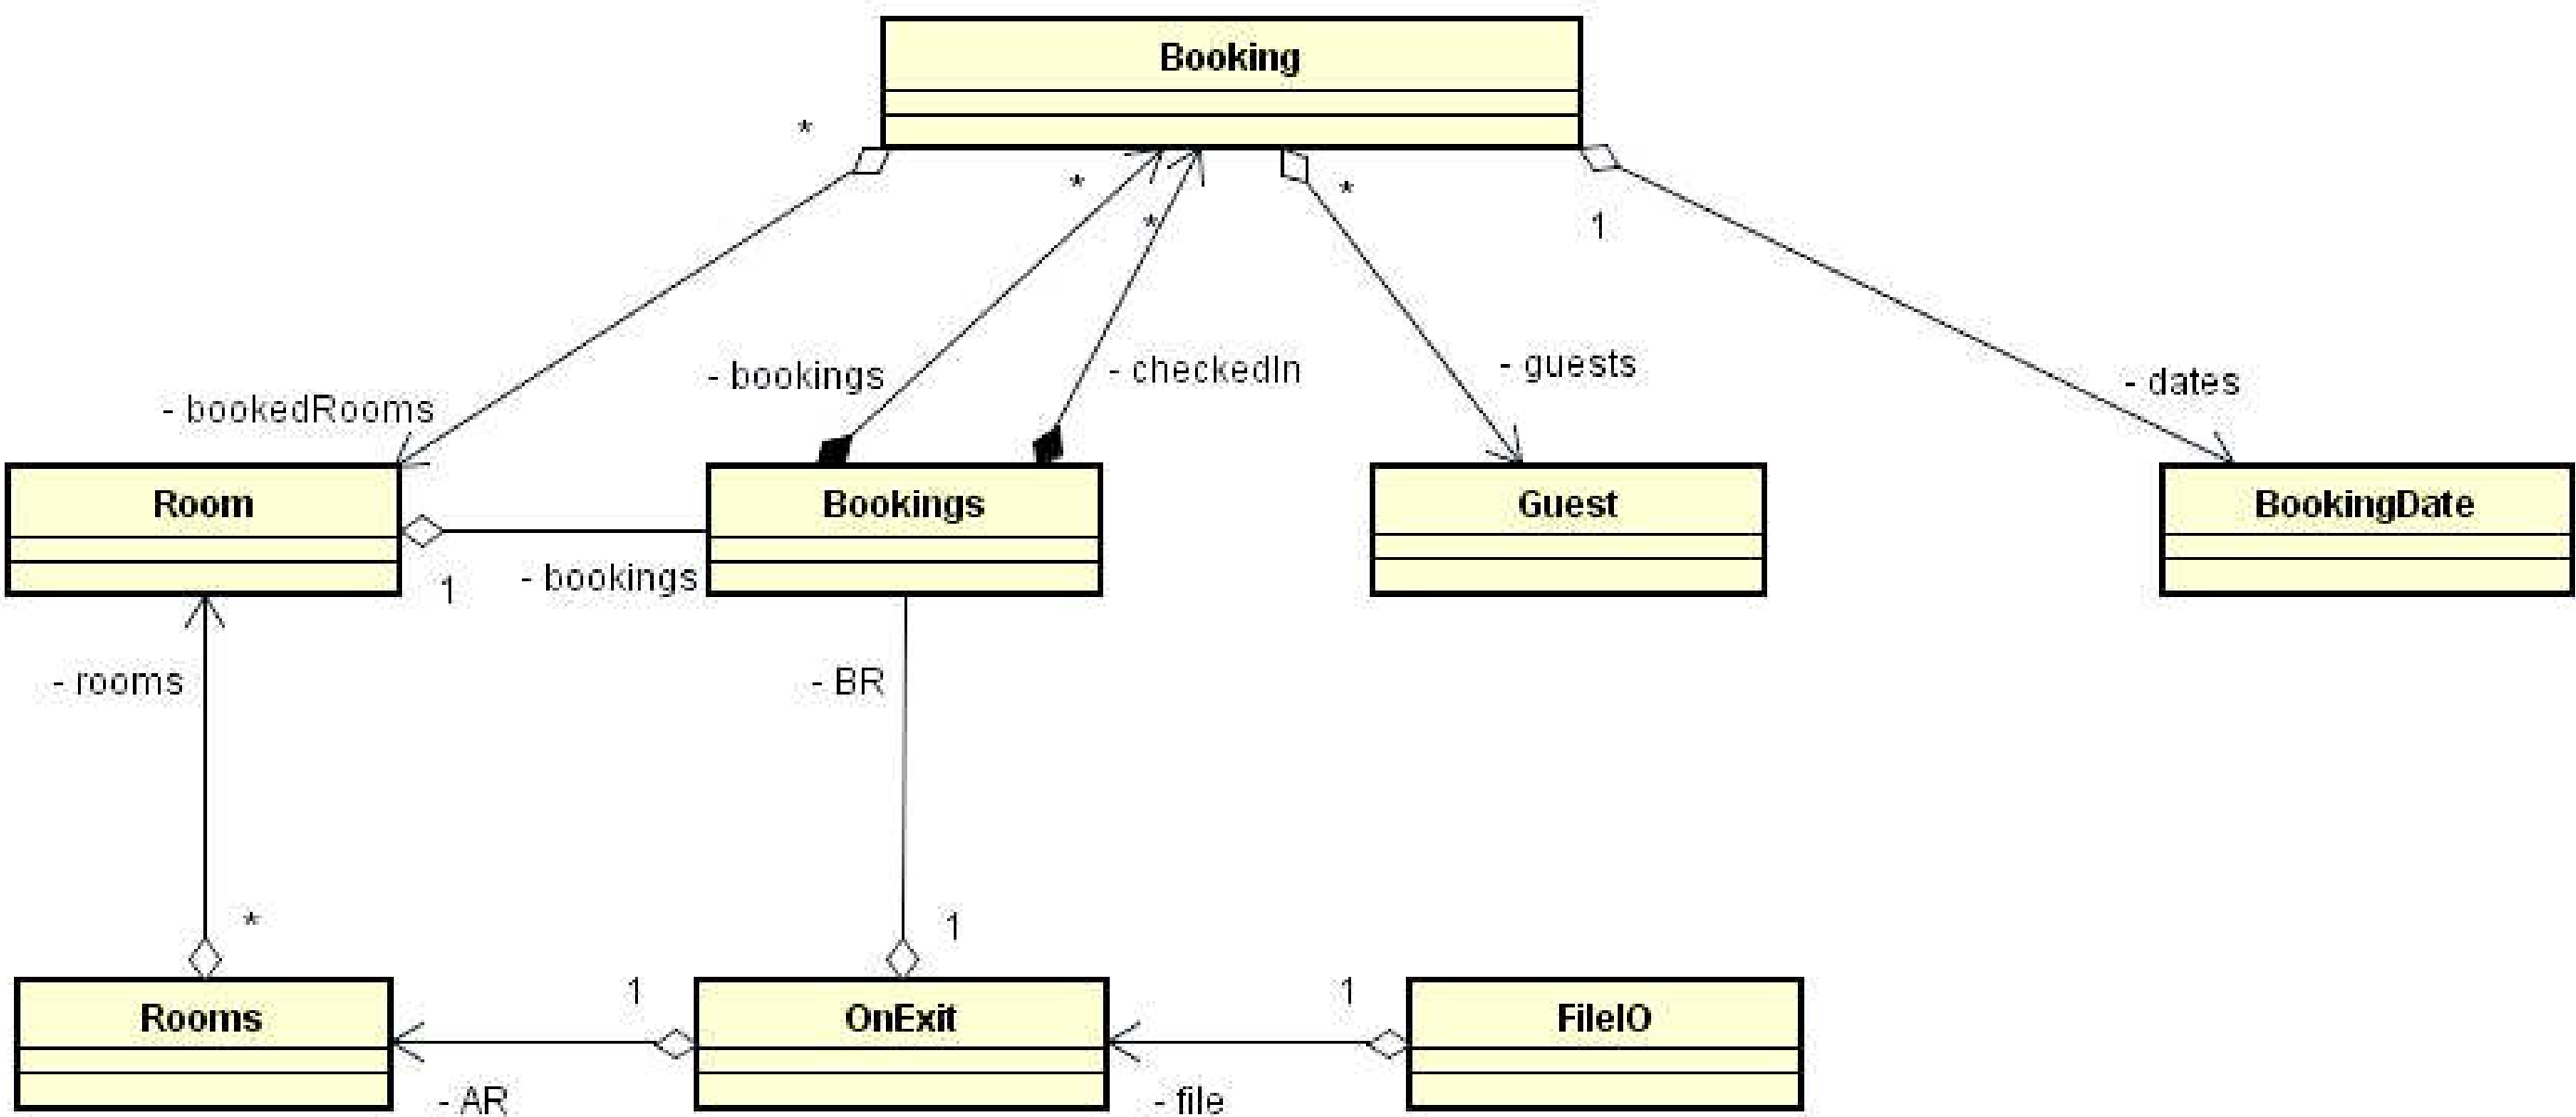 Booking
*
*
*
*
1
- bookedRooms
- bookings
- checkedIn
- guests
- dates
Room
Bookings
Guest
BookingDate
1
- bookings
- rooms
- BR
*
1
1
1
Rooms
OnExit
FileIO
- AR
- file